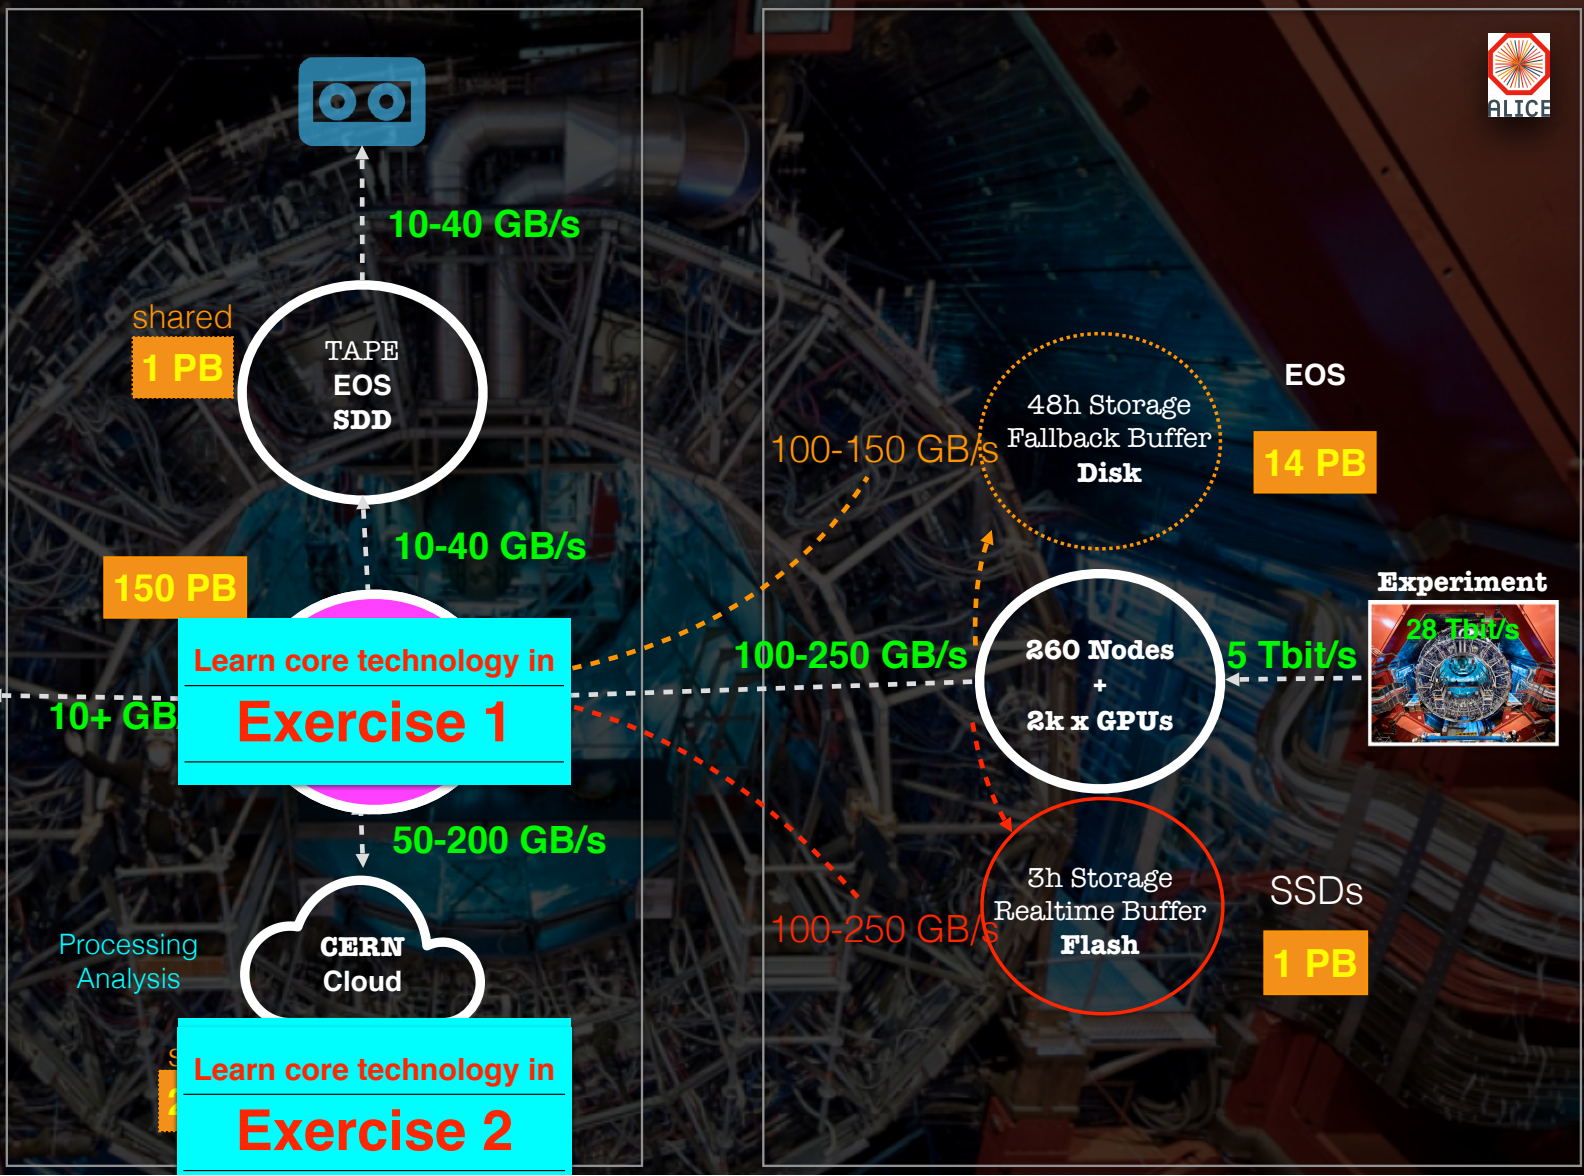 ALICE
10-40 GB/s
shared
1 PB
TAPE
EOS
SDD
10-40 GB/s
150 PB
Learn core technology in
Exercise 1
10+ GB
50-200 GB/s
Processing
Analysis
CERN
Cloud
Learn core technology in
Exercise 2
100-150 GB/s
48h Storage
Fallback Buffer
Disk
EOS
14 PB
100-250 GB/s
260 Nodes
+
2k x GPUs
5 Tbit/s
Experiment
28 Tbit/s
100-250 GB/s
3h Storage
Realtime Buffer
Flash
SSDs
1 PB